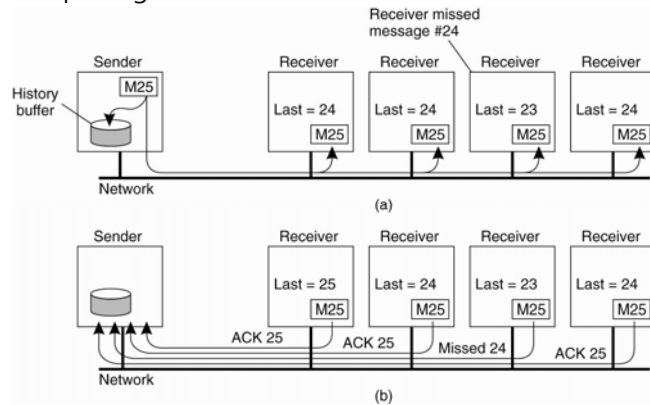 Receiver missed
message #24
Sender
Receiver
Receiver
Receiver
Receiver
M25
History
buffer
Last = 24
Last = 24
Last = 23
Last = 24
M25
M25
M25
M25
Network
(a)
Sender
Receiver
Receiver
Receiver
Receiver
Last = 25
Last = 24
Last = 23
Last = 24
M25
M25
M25
M25
ACK 25
ACK 25
Missed 24
ACK 25
Network
(b)